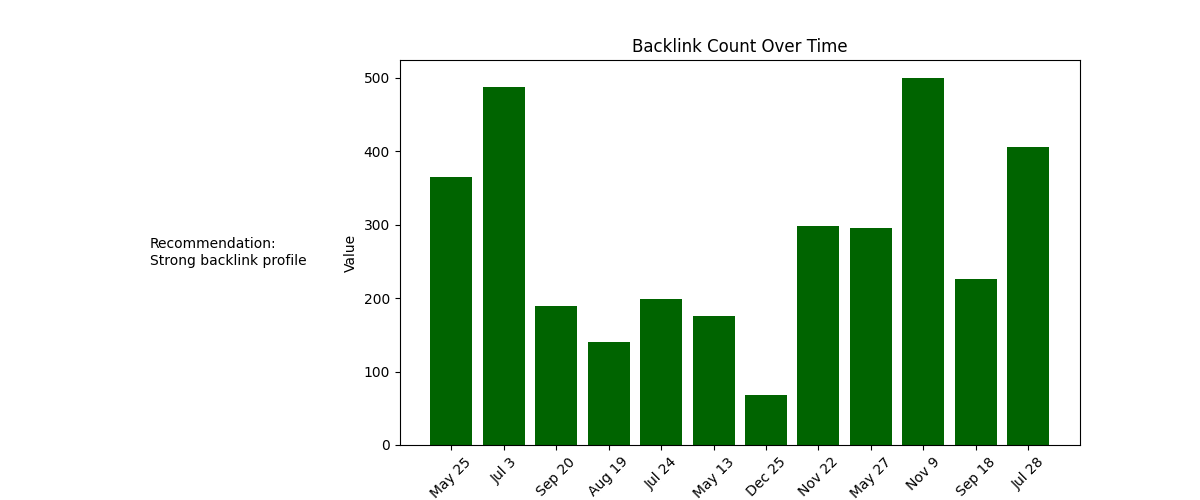 Backlink Count Over Time
Recommendation:
Strong backlink profile
Value
500
400
300
200
100
0
May 25
Jul 3
Sep 20
Aug 19
Jul 24
May 13
Dec 25
Nov 22
May 27
Nov 9
Sep 18
Jul 28